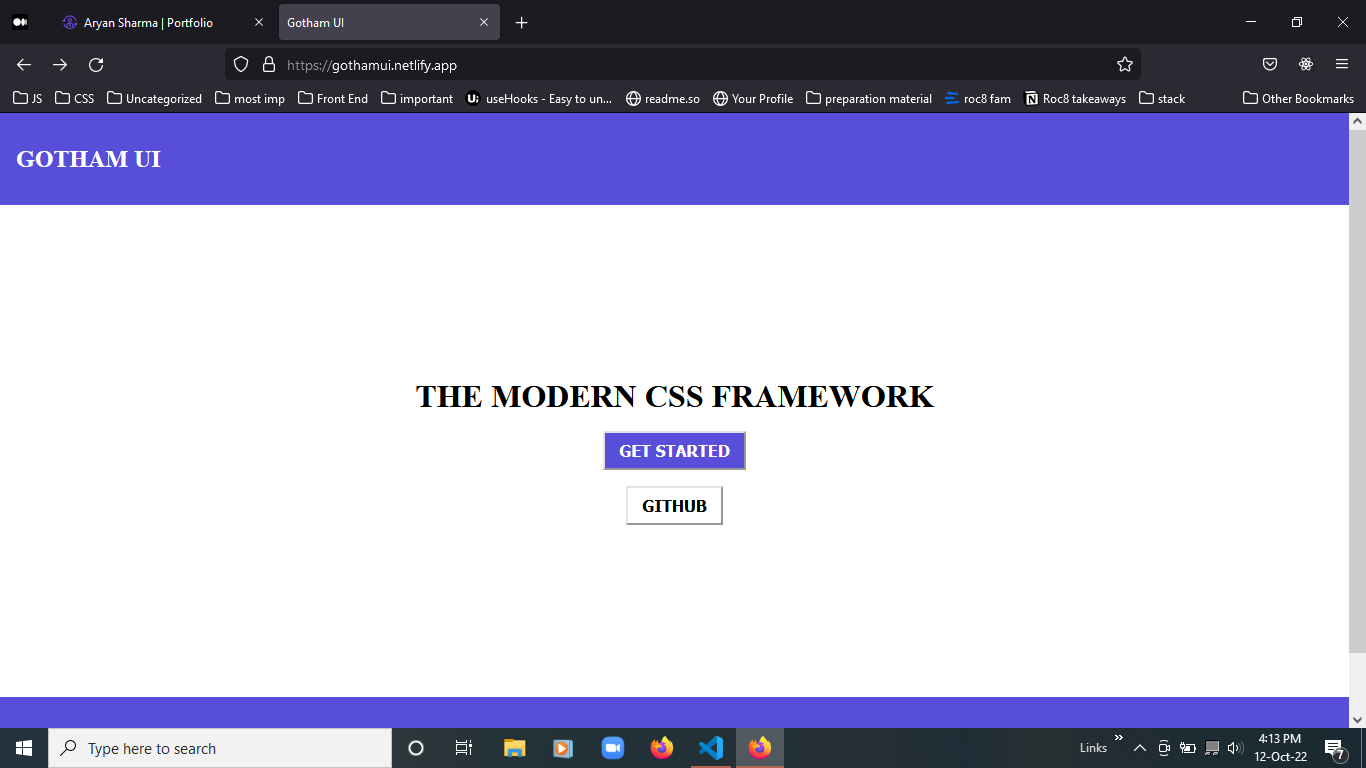 Aryan Sharma | Portfolio
Gotham UI
https://gothamui.netlify.app
JS CSS Uncategorized most imp Front End important U: useHooks - Easy to un... readme.so Your Profile preparation material roc8 fam Roc8 takeaways stack Other Bookmarks
GOTHAM UI
THE MODERN CSS FRAMEWORK
GET STARTED
GITHUB
Type here to search
Links
4:13 PM
12-Oct-22
7